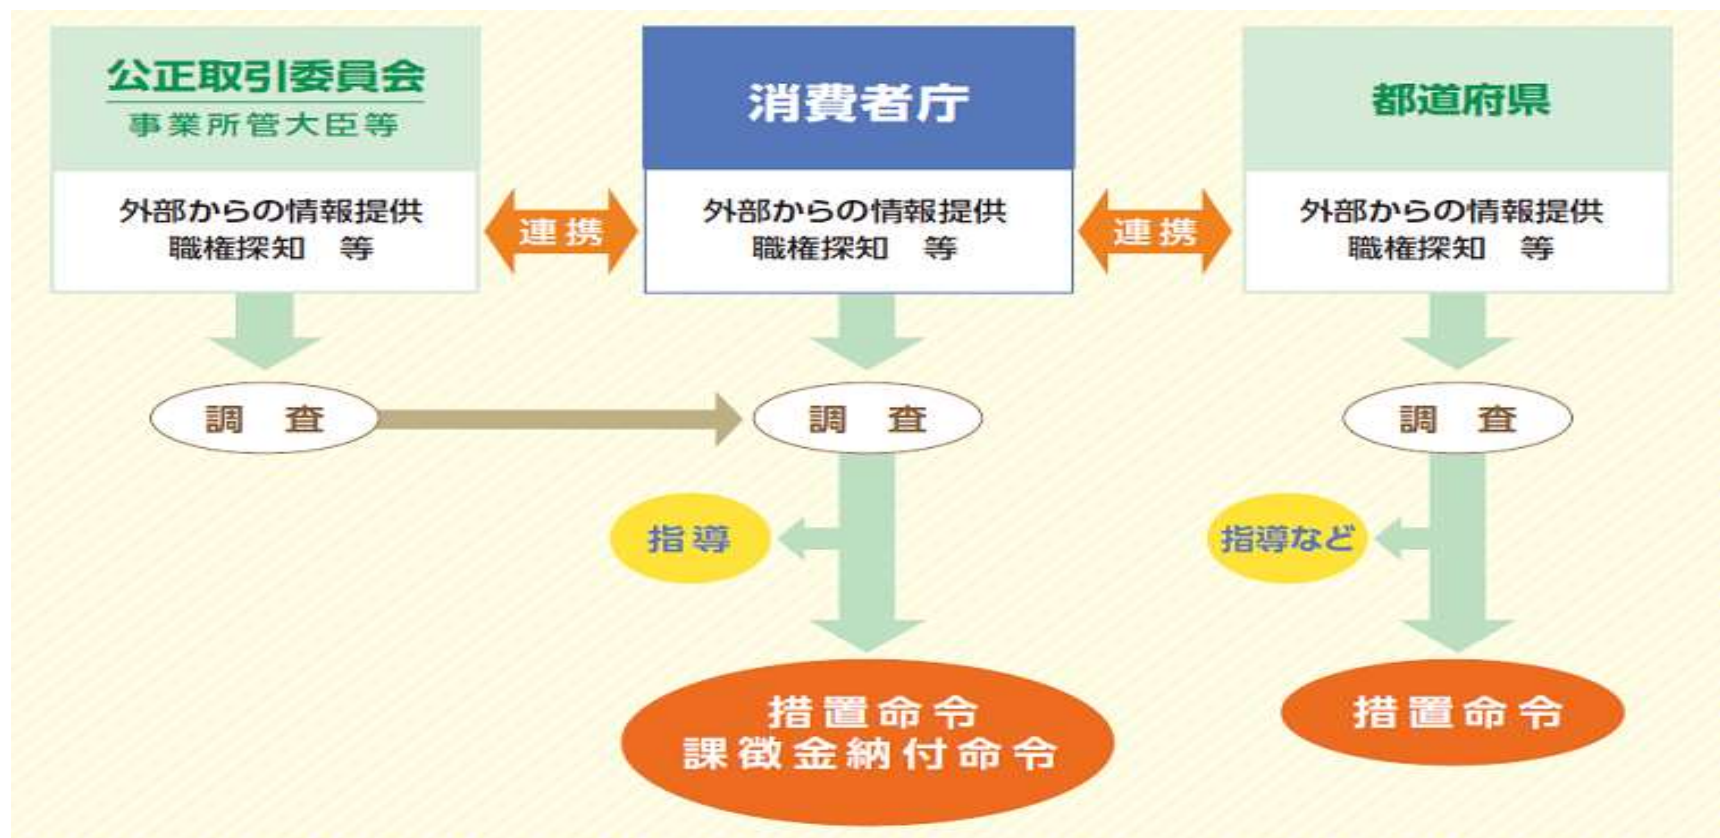 公正取引委員会
事業所管大臣等
外部からの情報提供
職権探知 等
連携
消費者庁
外部からの情報提供
職権探知 等
連携
都道府県
外部からの情報提供
職権探知 等
調査
調査
調査
指導
指導など
措置命令
課徴金納付命令
措置命令